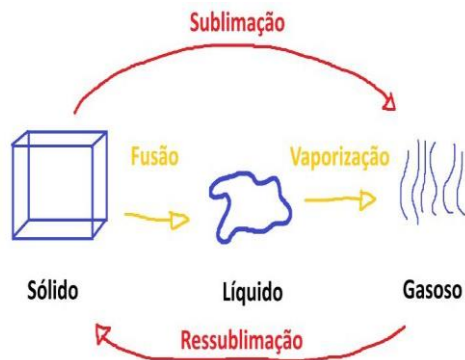 Sublimação
Fusão
Vaporização
Sólido
Líquido
Gasoso
Ressublimação